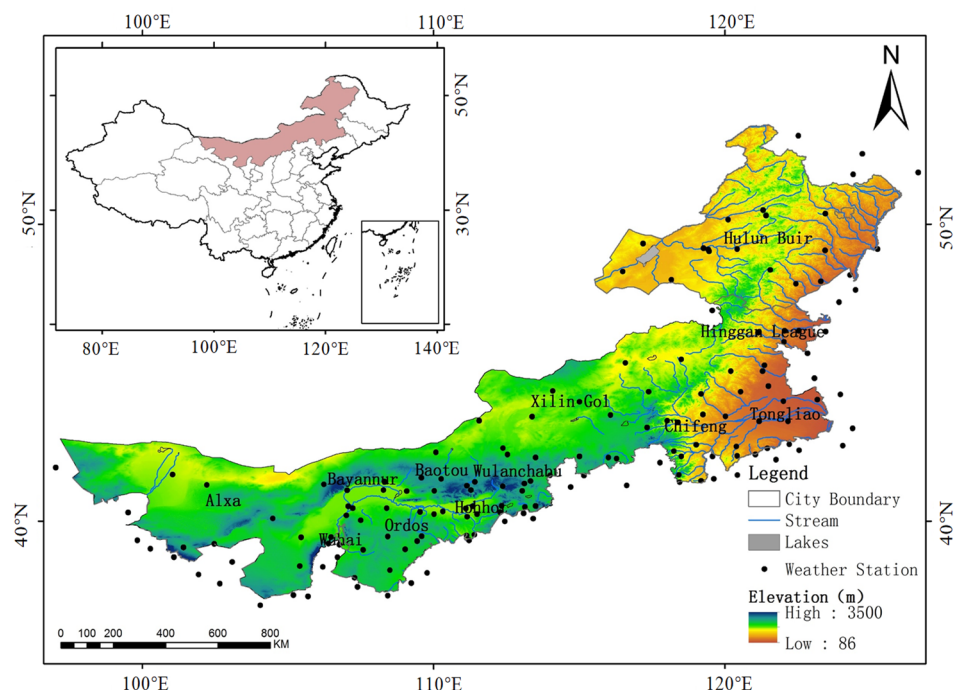 100°E 110°E 120°E
N
50°N
50°N
30°N
50°N
50°N
80°E 100°E 120°E 140°E
Hulun Buir
Hinggan League
Xilin Gol
Tongliao
Chifeng
Baotou Wulanchabu
Bayannur
Alxa
Hohhot
Ordos
Wuhai
40°N
40°N
Legend
City Boundary
Stream
Lakes
Weather Station
Elevation (m)
High : 3500
Low : 86
0 100 200 400 600 800
KM
100°E 110°E 120°E